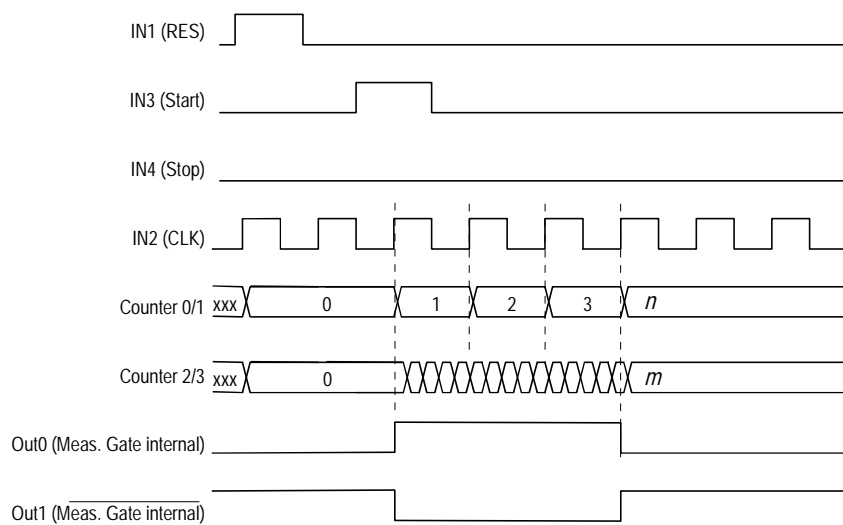 IN1 (RES)
IN3 (Start)
IN4 (Stop)
IN2 (CLK)
Counter 0/1 xxx 0 1 2 3 n
Counter 2/3 xxx 0 m
Out0 (Meas. Gate internal)
Out1 (Meas. Gate internal)